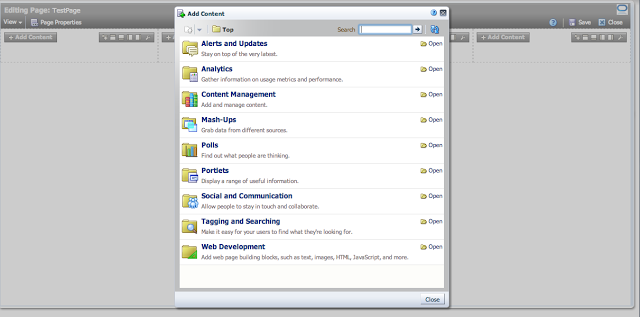 Editing Page: TestPage
View
Page Properties
Save
Close
Add Content
Add Content
Add Content
Top
Search
Alerts and Updates
Open
Stay on top of the very latest.
Analytics
Open
Gather information on usage metrics and performance.
Content Management
Open
Add and manage content.
Mash-Ups
Open
Grab data from different sources.
Polls
Open
Find out what people are thinking.
Portlets
Open
Display a range of useful information.
Social and Communication
Open
Allow people to stay in touch and collaborate.
Tagging and Searching
Open
Make it easy for your users to find what they're looking for.
Web Development
Open
Add web page building blocks, such as text, images, HTML, JavaScript, and more.
Close